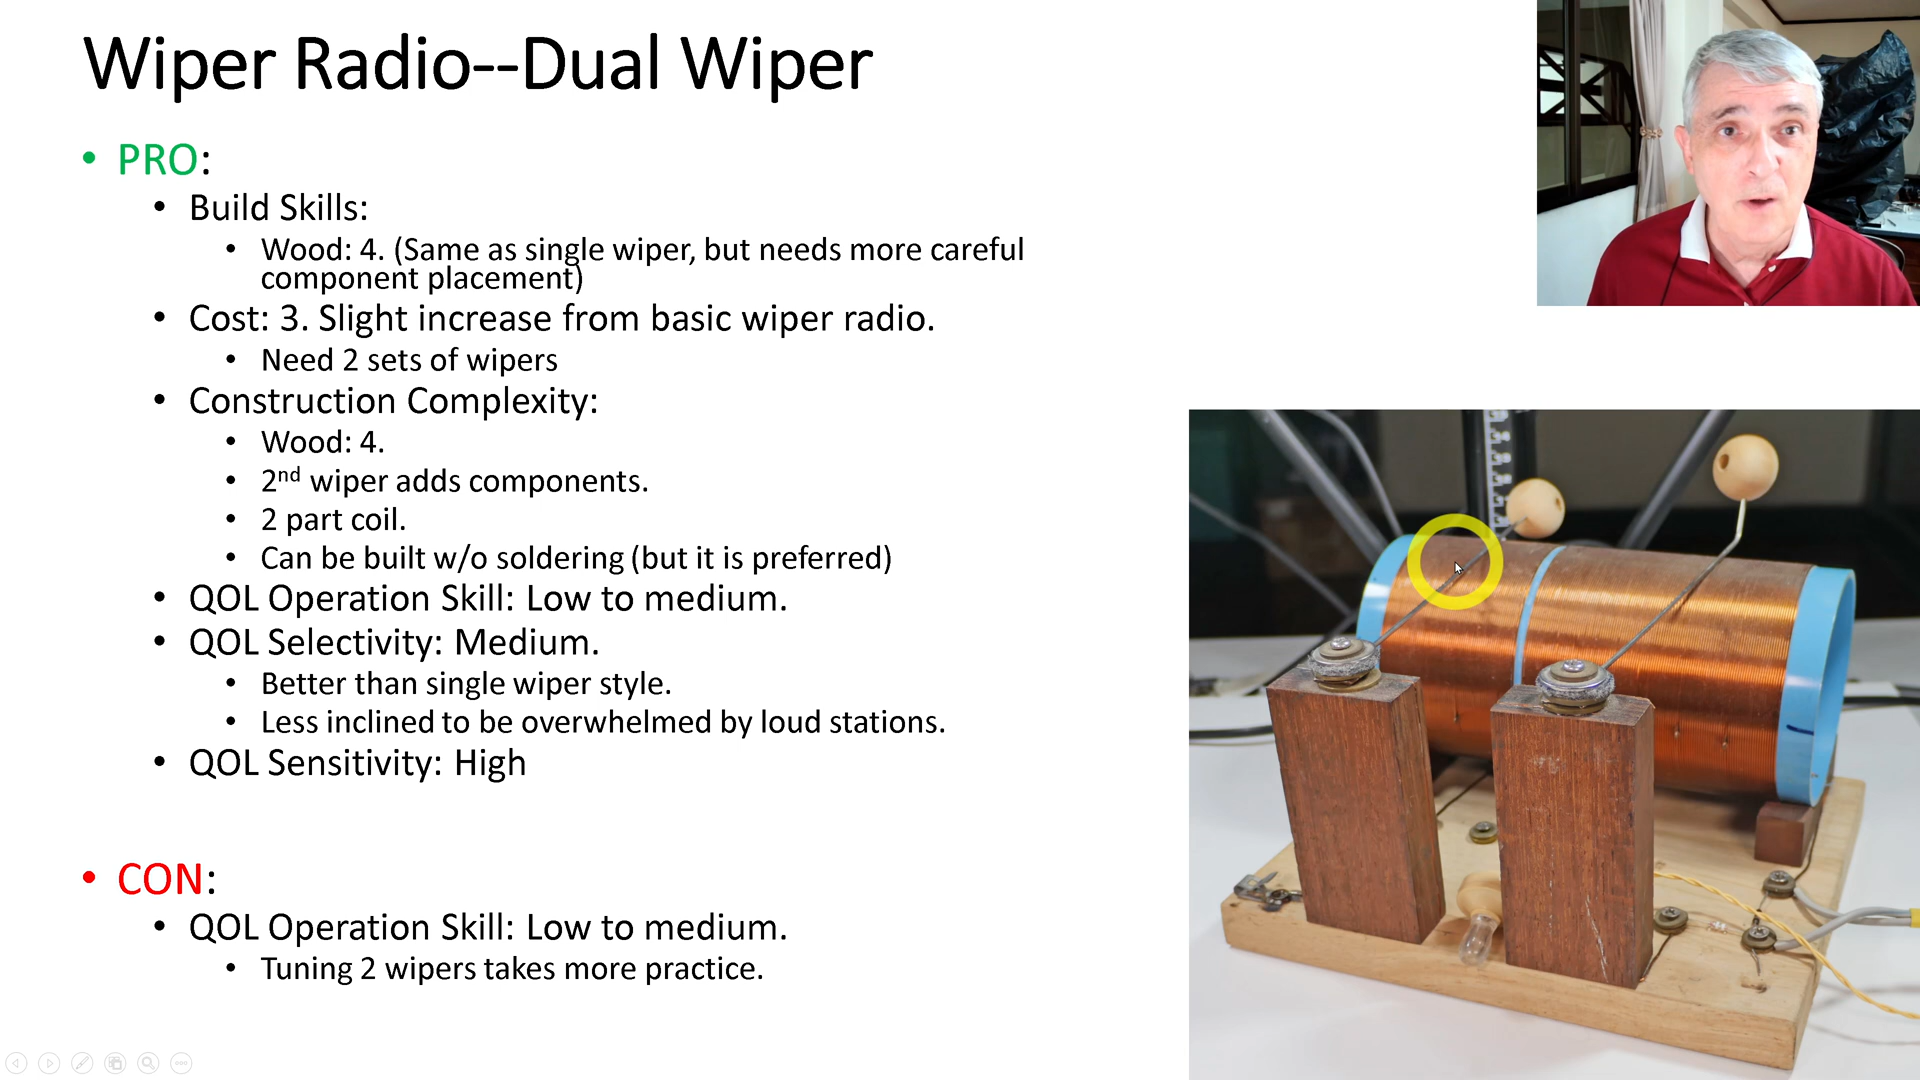 Wiper Radio--Dual Wiper
• PRO:
• Build Skills:
• Wood: 4. (Same as single wiper, but needs more careful
component placement)
• Cost: 3. Slight increase from basic wiper radio.
• Need 2 sets of wipers
• Construction Complexity:
• Wood: 4.
• 2nd wiper adds components.
• 2 part coil.
• Can be built w/o soldering (but it is preferred)
• QOL Operation Skill: Low to medium.
• QOL Selectivity: Medium.
• Better than single wiper style.
• Less inclined to be overwhelmed by loud stations.
• QOL Sensitivity: High
• CON:
• QOL Operation Skill: Low to medium.
• Tuning 2 wipers takes more practice.